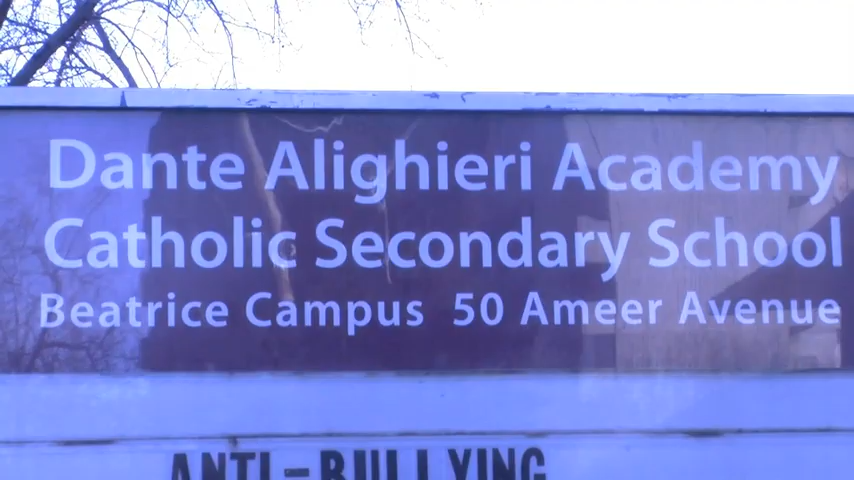 Dante Alighieri Academy
Catholic Secondary School
Beatrice Campus 50 Ameer Avenue
ANTI-BULLYING